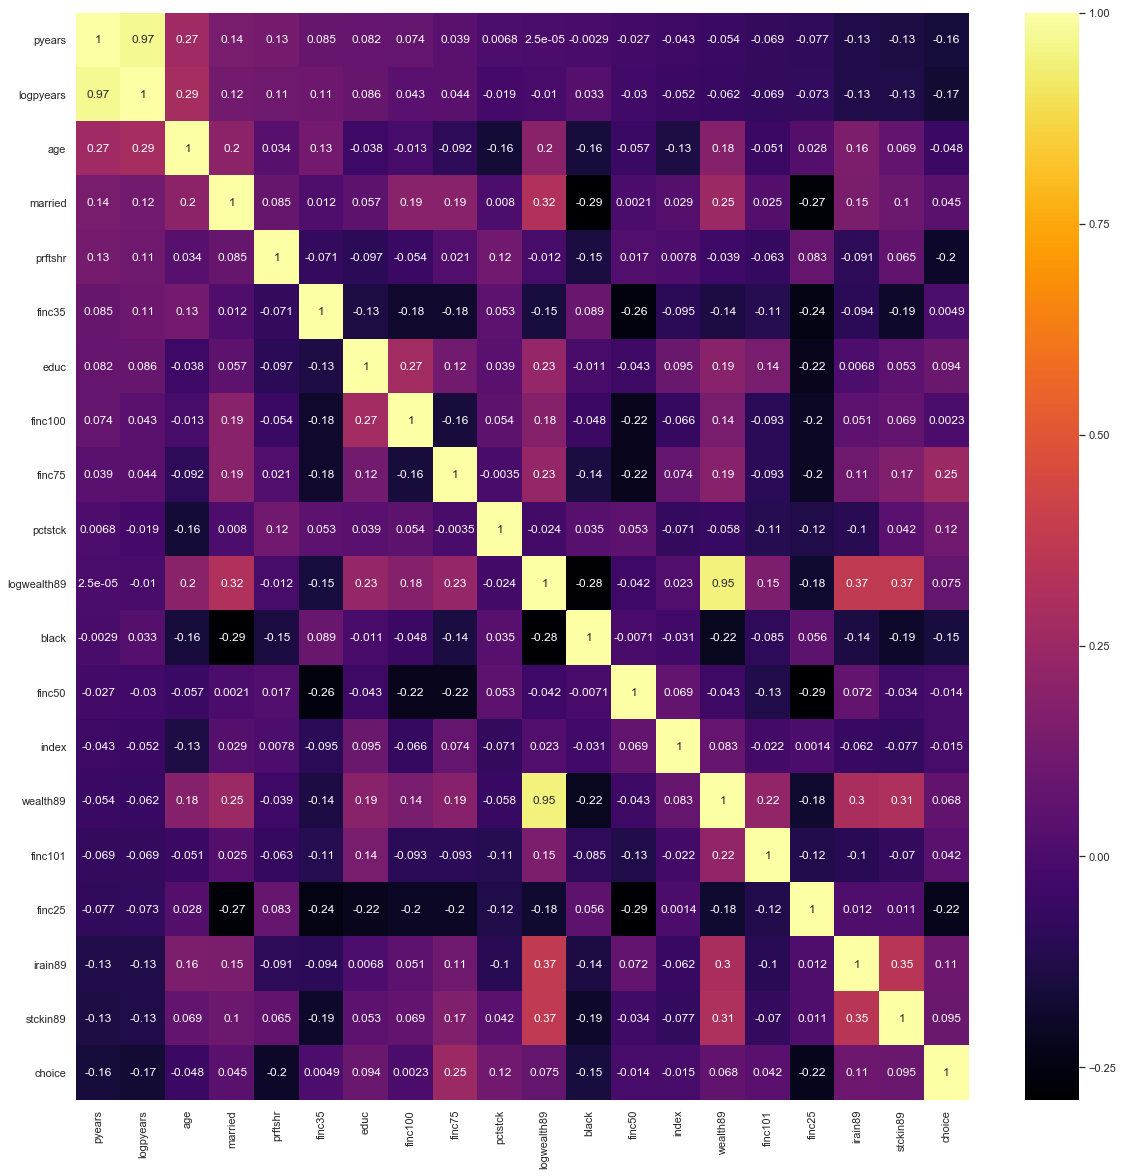 pyears 1 0.97 0.27 0.14 0.13 0.085 0.082 0.074 0.039 0.0068 2.5e-05 -0.0029 -0.027 -0.043 -0.054 -0.069 -0.077 -0.13 -0.13 -0.16
logpyears 0.97 1 0.29 0.12 0.11 0.11 0.086 0.043 0.044 -0.019 -0.01 0.033 -0.03 -0.052 -0.062 -0.069 -0.073 -0.13 -0.13 -0.17
age 0.27 0.29 1 0.2 0.034 0.13 -0.038 -0.013 -0.092 -0.16 0.2 -0.16 -0.057 -0.13 0.18 -0.051 0.028 0.16 0.069 -0.048
married 0.14 0.12 0.2 1 0.085 0.012 0.057 0.19 0.19 0.008 0.32 -0.29 0.0021 0.029 0.25 0.025 -0.27 0.15 0.1 0.045
prftshr 0.13 0.11 0.034 0.085 1 -0.071 -0.097 -0.054 0.021 0.12 -0.012 -0.15 0.017 0.0078 -0.039 -0.063 0.083 -0.091 0.065 -0.2
finc35 0.085 0.11 0.13 0.012 -0.071 1 -0.13 -0.18 -0.18 0.053 -0.15 0.089 -0.26 -0.095 -0.14 -0.11 -0.24 -0.094 -0.19 0.0049
educ 0.082 0.086 -0.038 0.057 -0.097 -0.13 1 0.27 0.12 0.039 0.23 -0.011 -0.043 0.095 0.19 0.14 -0.22 0.0068 0.053 0.094
finc100 0.074 0.043 -0.013 0.19 -0.054 -0.18 0.27 1 -0.16 0.054 0.18 -0.048 -0.22 -0.066 0.14 -0.093 -0.2 0.051 0.069 0.0023
finc75 0.039 0.044 -0.092 0.19 0.021 -0.18 0.12 -0.16 1 -0.0035 0.23 -0.14 -0.22 0.074 0.19 -0.093 -0.2 0.11 0.17 0.25
pctstck 0.0068 -0.019 -0.16 0.008 0.12 0.053 0.039 0.054 -0.0035 1 -0.024 0.035 0.053 -0.071 -0.058 -0.11 -0.12 -0.1 0.042 0.12
logwealth89 2.5e-05 -0.01 0.2 0.32 -0.012 -0.15 0.23 0.18 0.23 -0.024 1 -0.28 -0.042 0.023 0.95 0.15 -0.18 0.37 0.37 0.075
black -0.0029 0.033 -0.16 -0.29 -0.15 0.089 -0.011 -0.048 -0.14 0.035 -0.28 1 -0.0071 -0.031 -0.22 -0.085 0.056 -0.14 -0.19 -0.15
finc50 -0.027 -0.03 -0.057 0.0021 0.017 -0.26 -0.043 -0.22 -0.22 0.053 -0.042 -0.0071 1 0.069 -0.043 -0.13 -0.29 0.072 -0.034 -0.014
index -0.043 -0.052 -0.13 0.029 0.0078 -0.095 0.095 -0.066 0.074 -0.071 0.023 -0.031 0.069 1 0.083 -0.022 0.0014 -0.062 -0.077 -0.015
wealth89 -0.054 -0.062 0.18 0.25 -0.039 -0.14 0.19 0.14 0.19 -0.058 0.95 -0.22 -0.043 0.083 1 0.22 -0.18 0.3 0.31 0.068
finc101 -0.069 -0.069 -0.051 0.025 -0.063 -0.11 0.14 -0.093 -0.093 -0.11 0.15 -0.085 -0.13 -0.022 0.22 1 -0.12 -0.1 -0.07 0.042
finc25 -0.077 -0.073 0.028 -0.27 0.083 -0.24 -0.22 -0.2 -0.2 -0.12 -0.18 0.056 -0.29 0.0014 -0.18 -0.12 1 0.012 0.011 -0.22
irain89 -0.13 -0.13 0.16 0.15 -0.091 -0.094 0.0068 0.051 0.11 -0.1 0.37 -0.14 0.072 -0.062 0.3 -0.1 0.012 1 0.35 0.11
stckin89 -0.13 -0.13 0.069 0.1 0.065 -0.19 0.053 0.069 0.17 0.042 0.37 -0.19 -0.034 -0.077 0.31 -0.07 0.011 0.35 1 0.095
choice -0.16 -0.17 -0.048 0.045 -0.2 0.0049 0.094 0.0023 0.25 0.12 0.075 -0.15 -0.014 -0.015 0.068 0.042 -0.22 0.11 0.095 1
pyears logpyears age married prftshr finc35 educ finc100 finc75 pctstck logwealth89 black finc50 index wealth89 finc101 finc25 irain89 stckin89 choice
1.00
0.75
0.50
0.25
0.00
−0.25